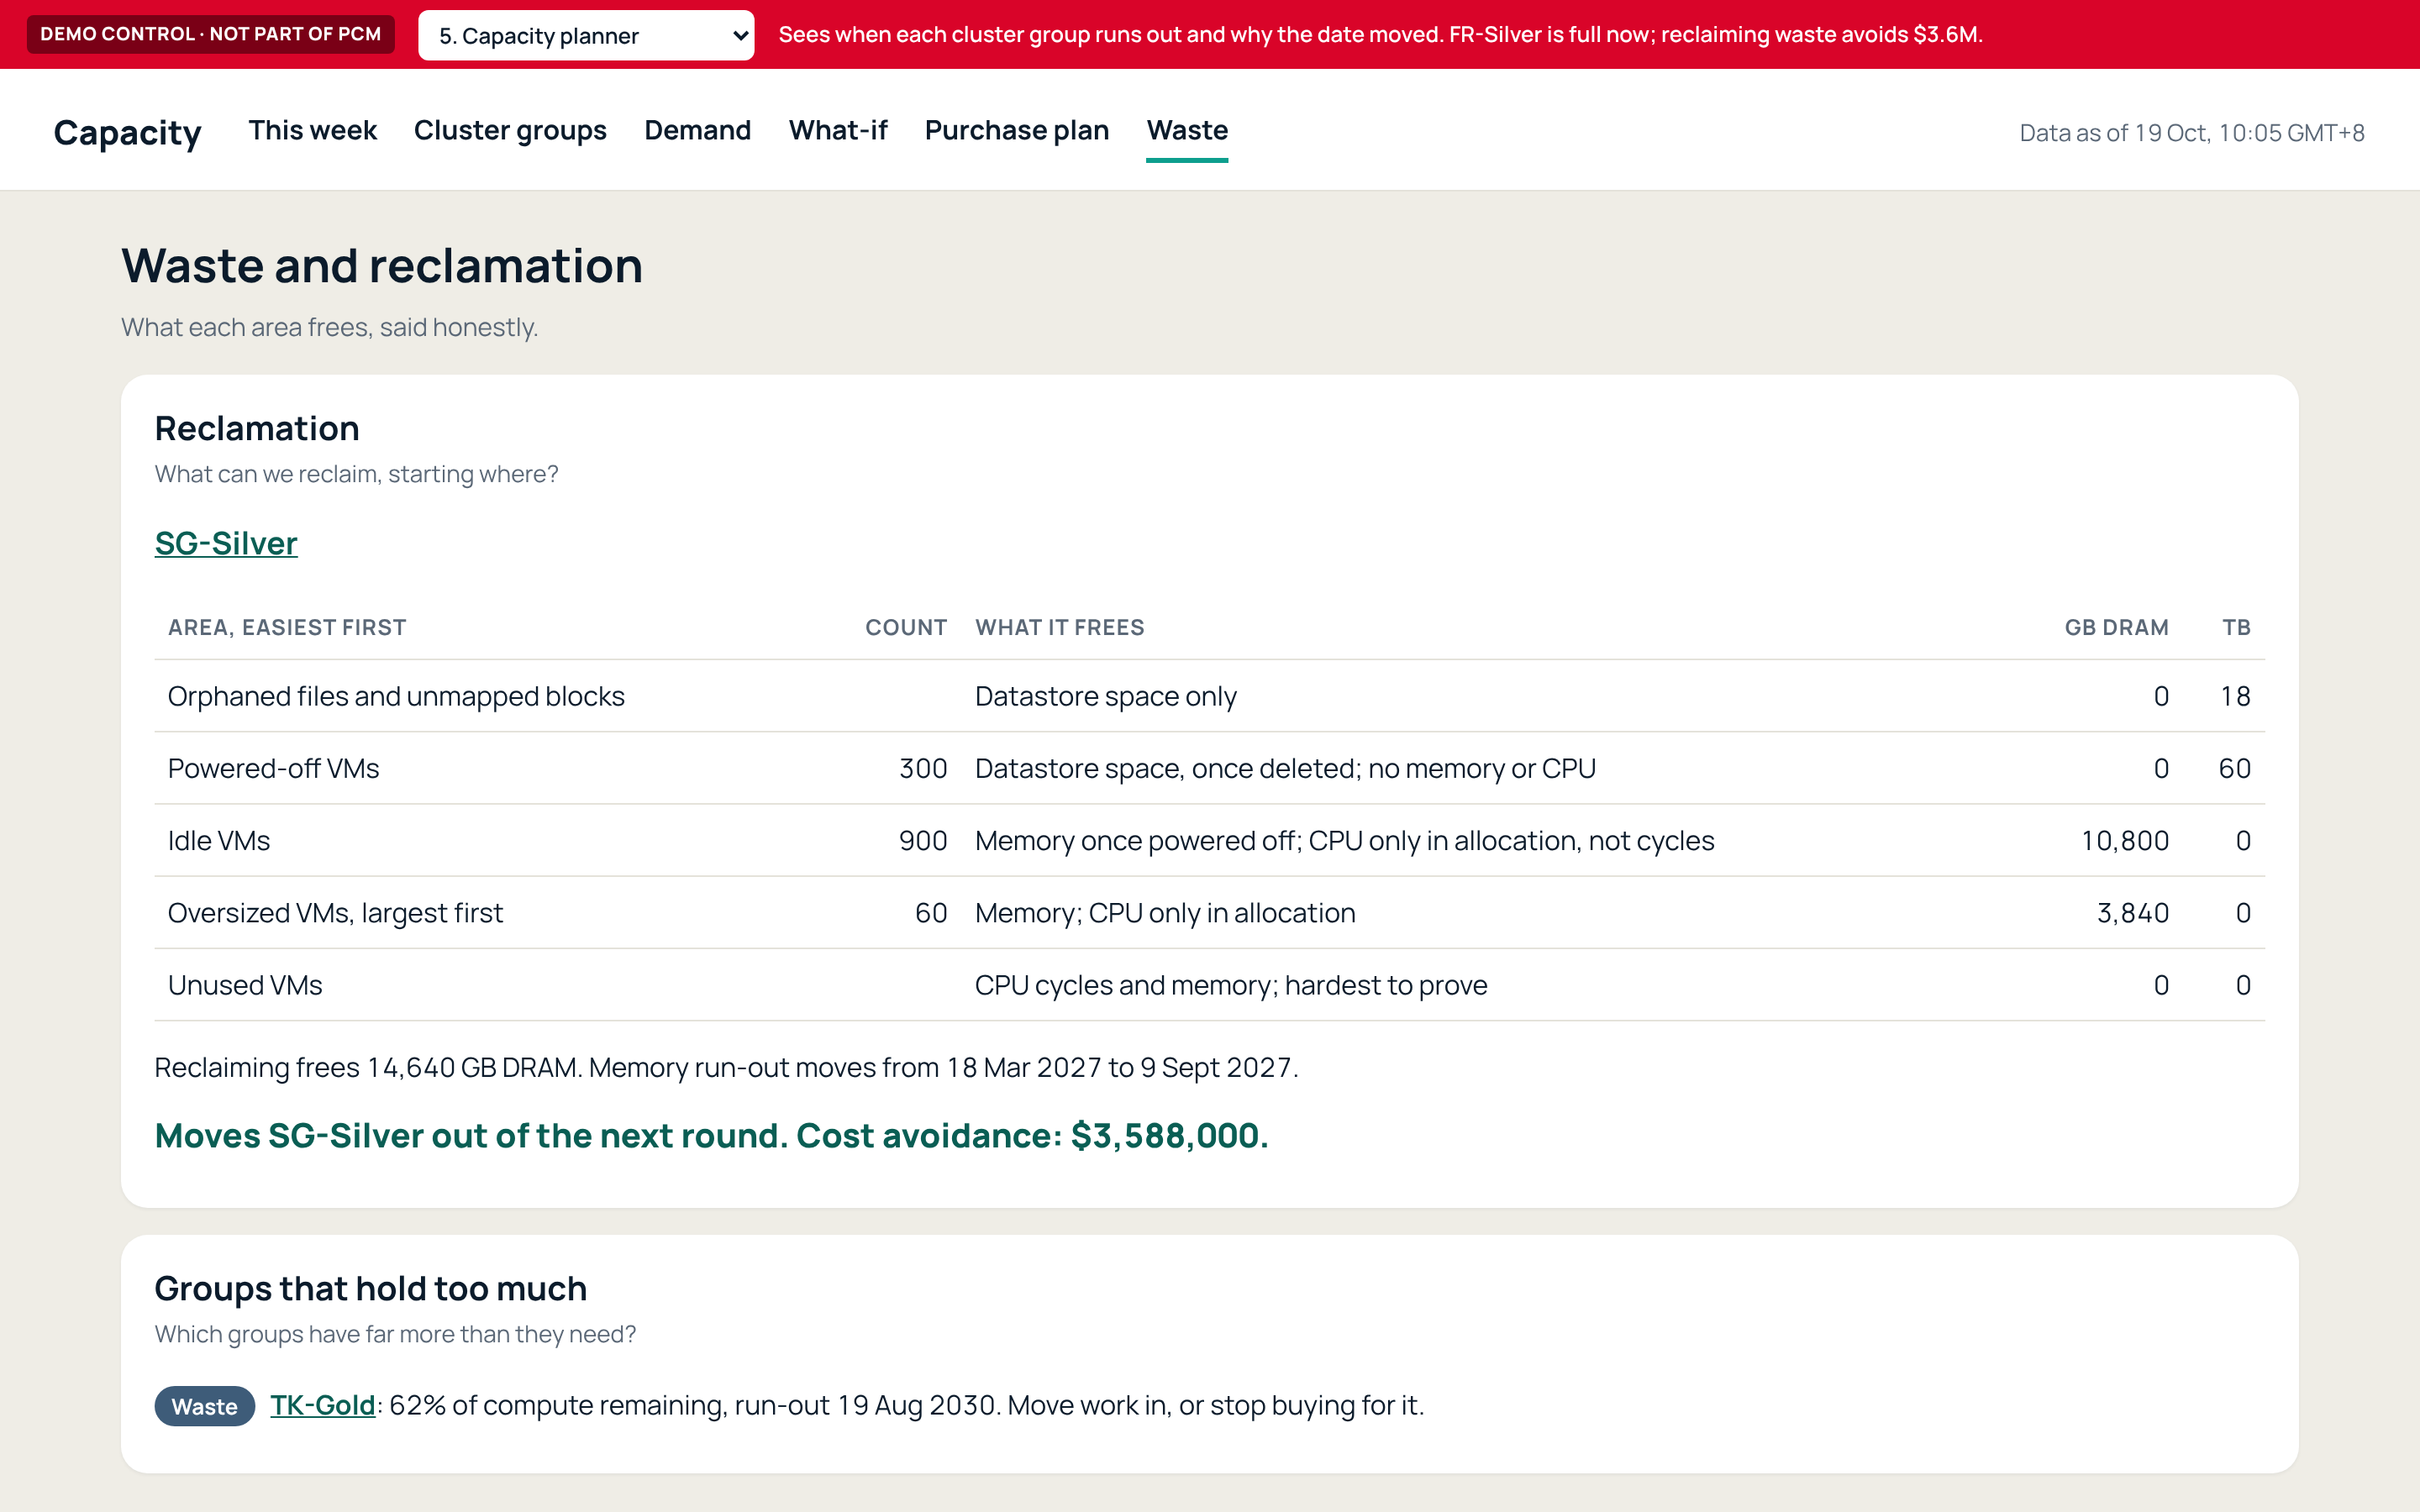 DEMO CONTROL · NOT PART OF PCM
5. Capacity planner
Sees when each cluster group runs out and why the date moved. FR-Silver is full now; reclaiming waste avoids $3.6M.
Capacity
This week
Cluster groups
Demand
What-if
Purchase plan
Waste
Data as of 19 Oct, 10:05 GMT+8
Waste and reclamation
What each area frees, said honestly.
Reclamation
What can we reclaim, starting where?
SG-Silver
AREA, EASIEST FIRST COUNT WHAT IT FREES GB DRAM TB
Orphaned files and unmapped blocks Datastore space only 0 18
Powered-off VMs 300 Datastore space, once deleted; no memory or CPU 0 60
Idle VMs 900 Memory once powered off; CPU only in allocation, not cycles 10,800 0
Oversized VMs, largest first 60 Memory; CPU only in allocation 3,840 0
Unused VMs CPU cycles and memory; hardest to prove 0 0
Reclaiming frees 14,640 GB DRAM. Memory run-out moves from 18 Mar 2027 to 9 Sept 2027.
Moves SG-Silver out of the next round. Cost avoidance: $3,588,000.
Groups that hold too much
Which groups have far more than they need?
Waste TK-Gold: 62% of compute remaining, run-out 19 Aug 2030. Move work in, or stop buying for it.